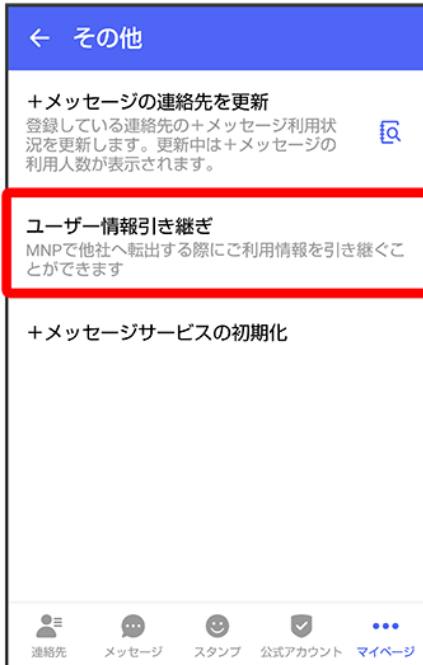 ← その他
+メッセージの連絡先を更新
登録している連絡先の+メッセージ利用状
況を更新します。更新中は+メッセージの
利用人数が表示されます。
ユーザー情報引き継ぎ
MNPで他社へ転出する際にご利用情報を引き継ぐこ
とができます
+メッセージサービスの初期化
連絡先 メッセージ スタンプ 公式アカウント マイページ